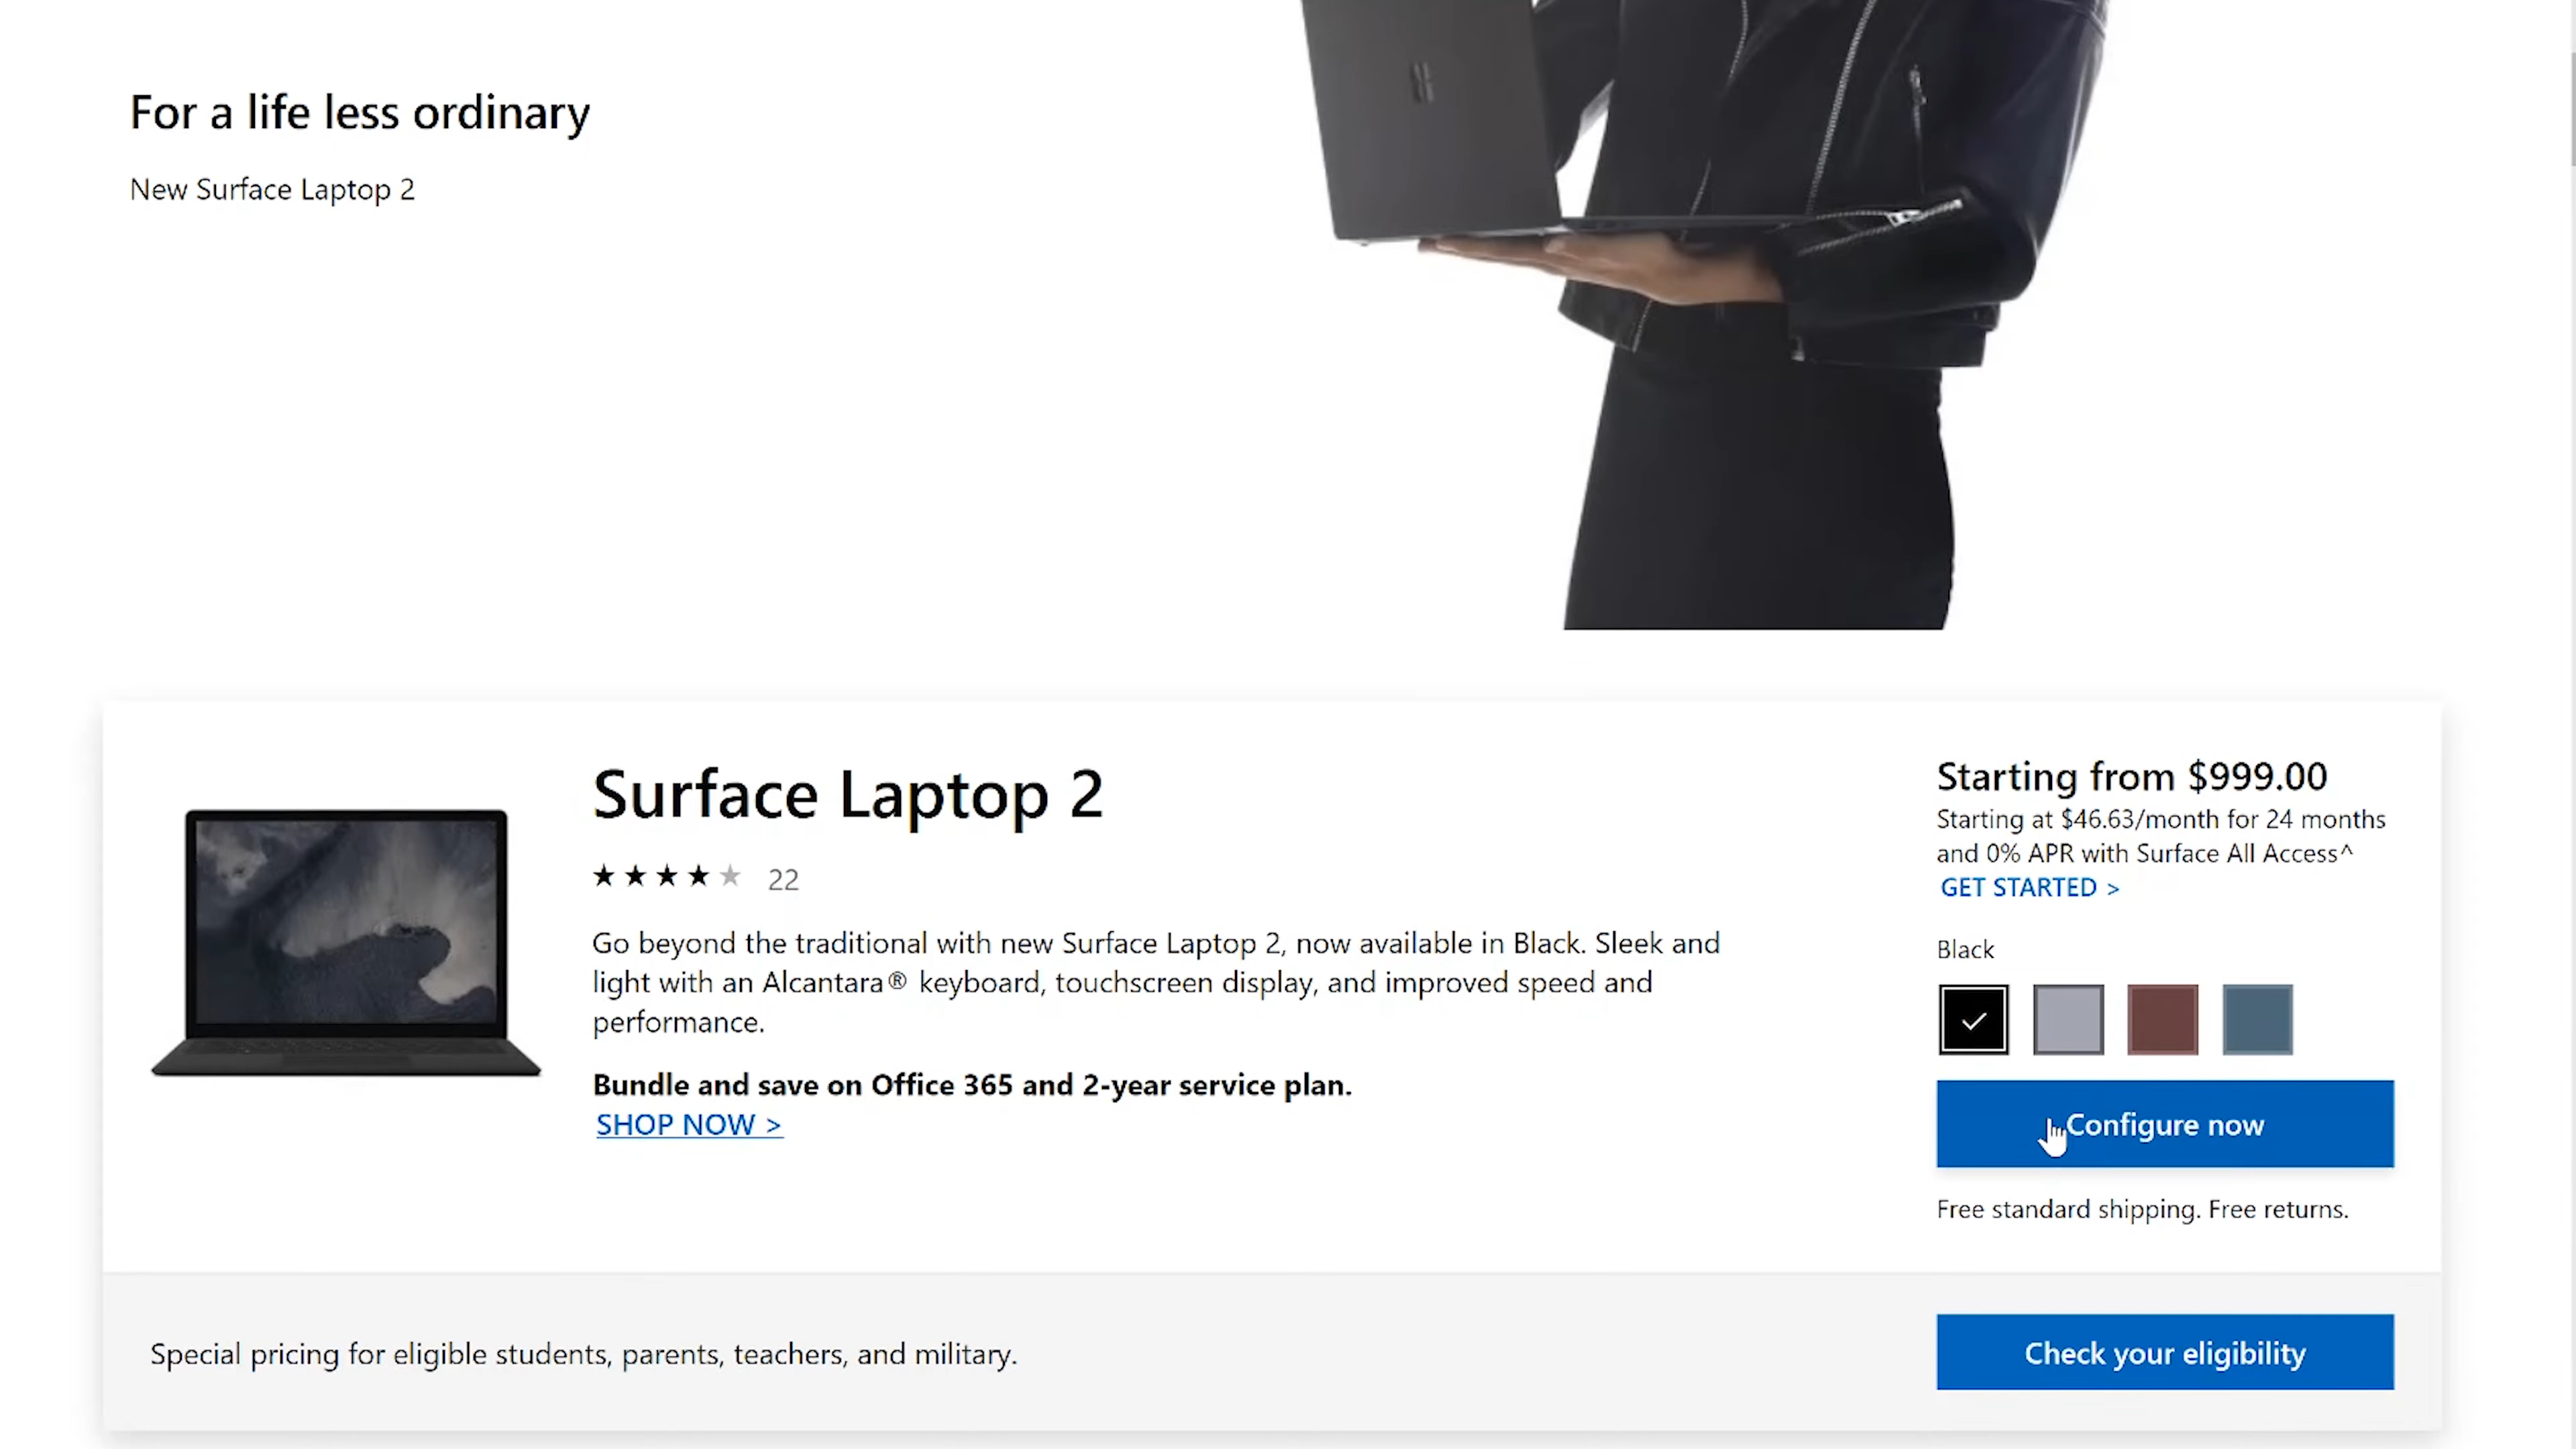 For a life less ordinary
New Surface Laptop 2
Surface Laptop 2
22
Go beyond the traditional with new Surface Laptop 2, now available in Black. Sleek and
light with an Alcantara® keyboard, touchscreen display, and improved speed and
performance.
Bundle and save on Office 365 and 2-year service plan.
SHOP NOW >
Starting from $999.00
Starting at $46.63/month for 24 months
and 0% APR with Surface All Access^
GET STARTED >
Black
Configure now
Free standard shipping. Free returns.
Special pricing for eligible students, parents, teachers, and military.
Check your eligibility